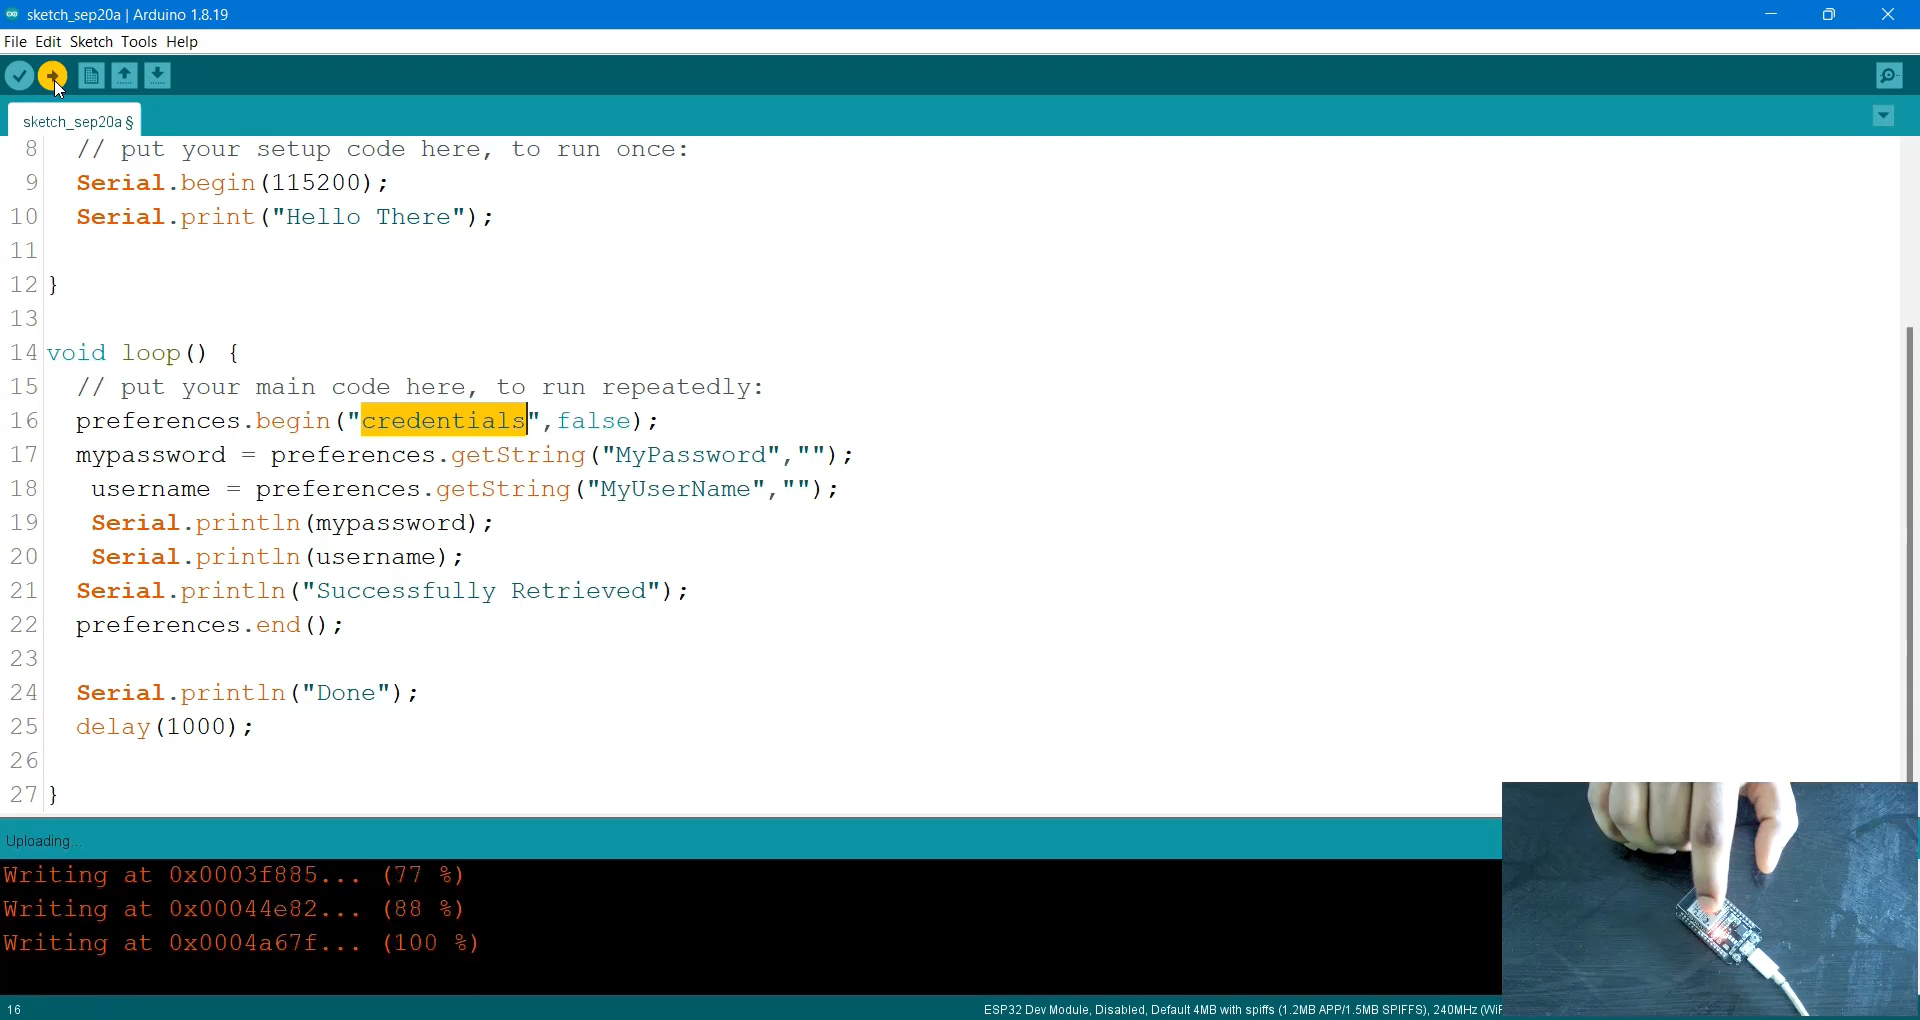 sketch_sep20a | Arduino 1.8.19
File Edit Sketch Tools Help
sketch_sep20a §
8 // put your setup code here, to run once:
9 Serial.begin(115200);
10 Serial.print("Hello There");
11
12 }
13
14 void loop() {
15 // put your main code here, to run repeatedly:
16 preferences.begin("credentials",false);
17 mypassword = preferences.getString("MyPassword","");
18 username = preferences.getString("MyUserName","");
19 Serial.println(mypassword);
20 Serial.println(username);
21 Serial.println("Successfully Retrieved");
22 preferences.end();
23
24 Serial.println("Done");
25 delay(1000);
26
27 }
Uploading...
Writing at 0x0003f885... (77 %)
Writing at 0x00044e82... (88 %)
Writing at 0x0004a67f... (100 %)
16 ESP32 Dev Module, Disabled, Default 4MB with spiffs (1.2MB APP/1.5MB SPIFFS), 240MHz